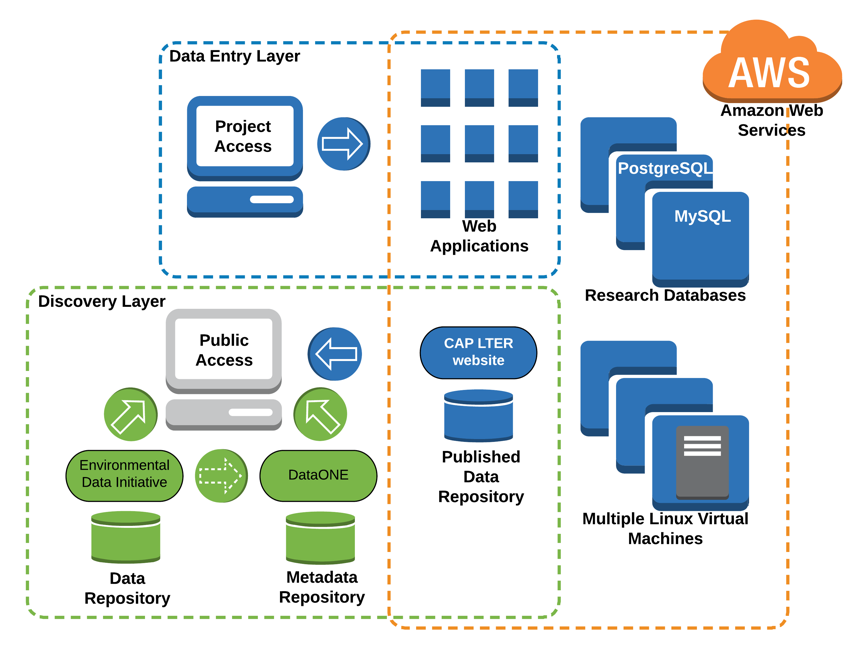 Data Entry Layer
Project
Access
Web
Applications
AWS
Amazon Web
Services
PostgreSQL
MySQL
Research Databases
Discovery Layer
Public
Access
CAP LTER
website
Published
Data
Repository
Environmental
Data Initiative
DataONE
Data
Repository
Metadata
Repository
Multiple Linux Virtual
Machines